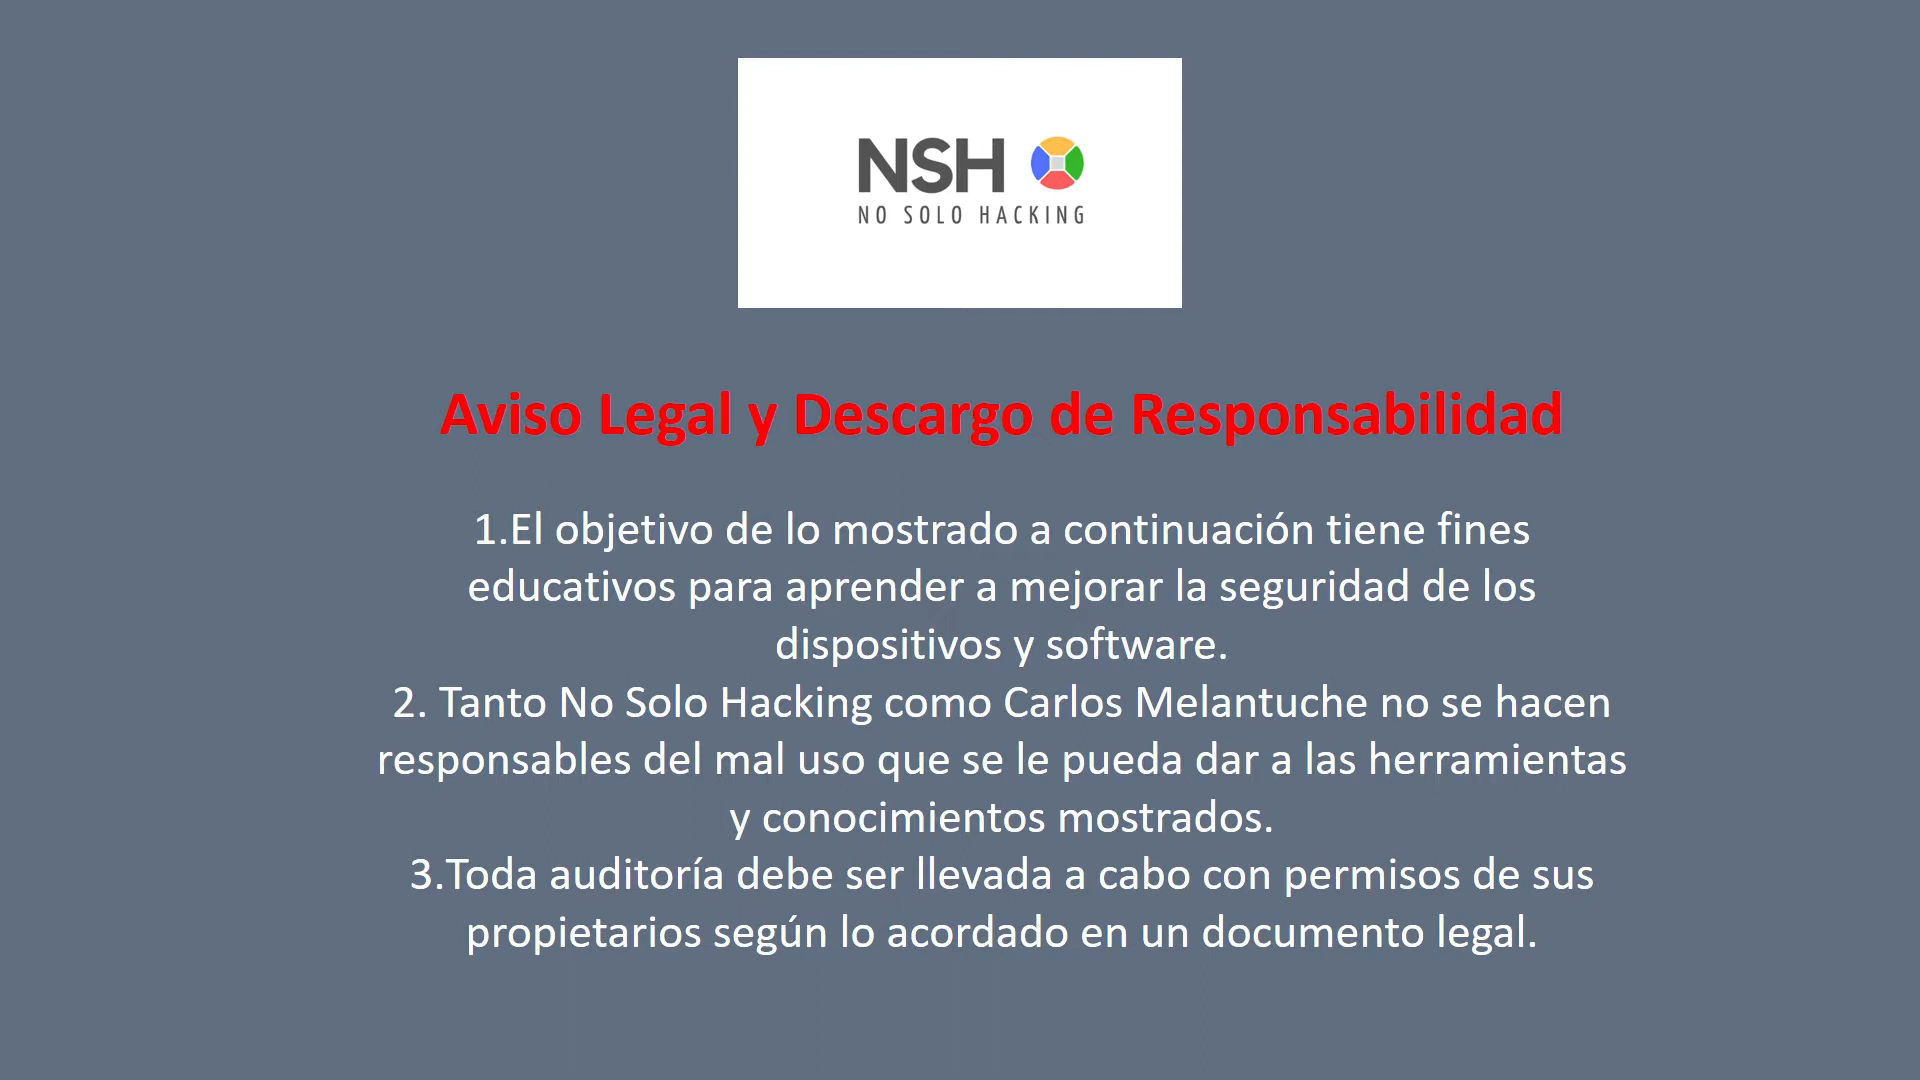 NSH
NO SOLO HACKING
Aviso Legal y Descargo de Responsabilidad
1.El objetivo de lo mostrado a continuación tiene fines
educativos para aprender a mejorar la seguridad de los
dispositivos y software.
2. Tanto No Solo Hacking como Carlos Melantuche no se hacen
responsables del mal uso que se le pueda dar a las herramientas
y conocimientos mostrados.
3.Toda auditoría debe ser llevada a cabo con permisos de sus
propietarios según lo acordado en un documento legal.